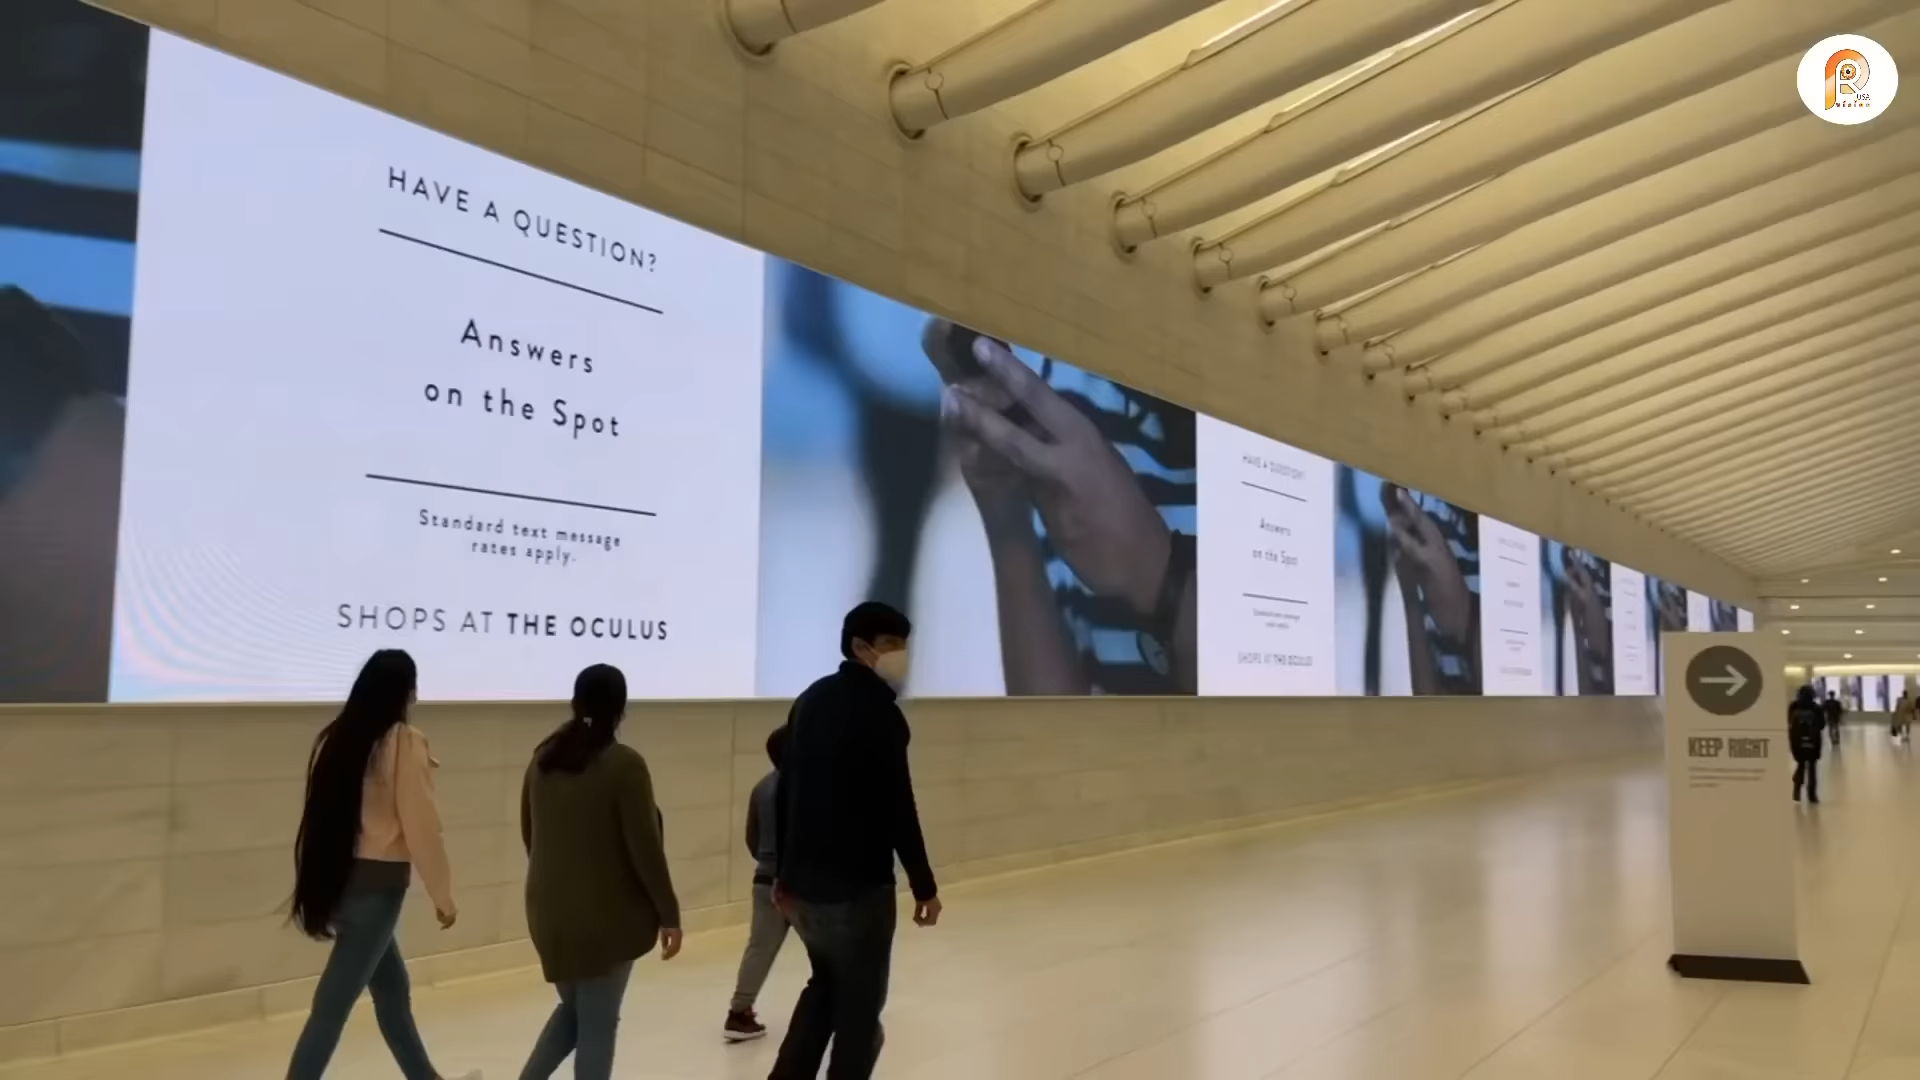 HAVE A QUESTION?
Answers
on the Spot
Standard text message
rates apply.
SHOPS AT THE OCULUS
HAVE A QUESTION?
Answers
on the Spot
SHOPS AT THE OCULUS
KEEP RIGHT
USA